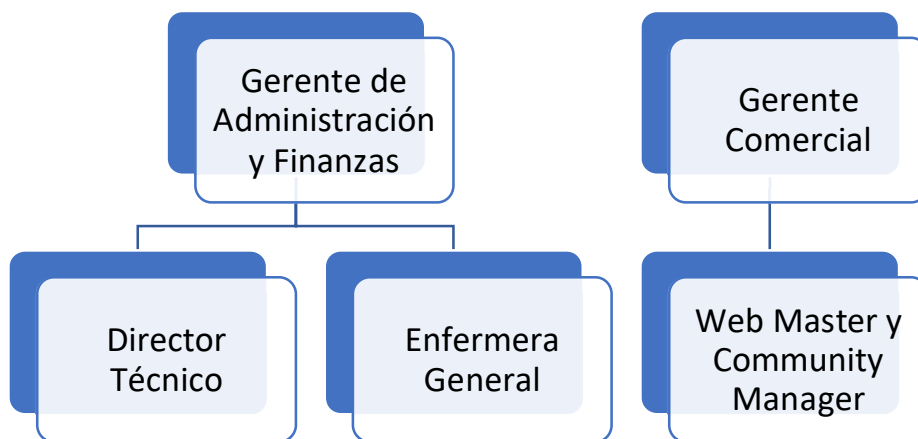 Gerente de
Administración
y Finanzas
Gerente
Comercial
Director
Técnico
Enfermera
General
Web Master y
Community
Manager